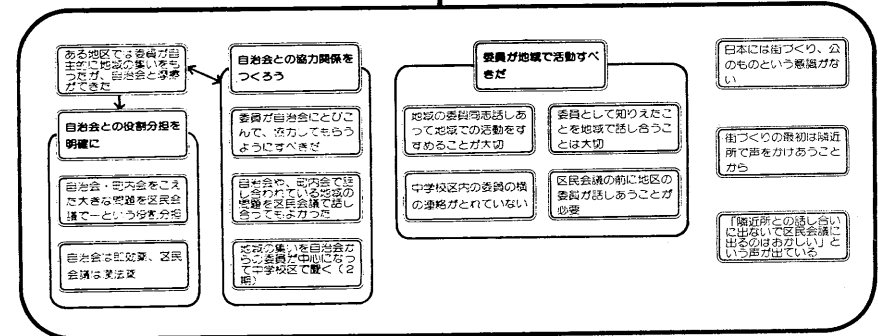 ある地区では委員が自
主的に地域の集いをも
ったが、自治会と摩擦
ができた
自治会との役割分担を
明確に
自治会・町内会をこえ
た大きな問題を区民会
議でーという役割分担
自治会は即効薬、区民
会議は漢法薬
自治会との協力関係を
つくろう
委員が自治会にとびこ
んで、協力してもらう
ようにすべきだ
自治会や、町内会で話
し合われている地域の
問題を区民会議で話し
合ってもよかった
地域の集いを自治会か
らの委員が中心になっ
て中学校区で開く(2
期)
委員が地域で活動すべ
きだ
地域の委員同志話しあ
って地域での活動をす
すめることが大切
委員として知りえたこ
とを地域で話し合うこ
とは大切
中学校区内の委員の横
の連絡がとれていない
区民会議の前に地区の
委員が話しあうことが
必要
日本には街づくり、公
のものという意識がな
い
街づくりの最初は隣近
所で声をかけあうこと
から
「隣近所との話し合い
に出ないで区民会議に
出るのはおかしい」と
いう声が出ている